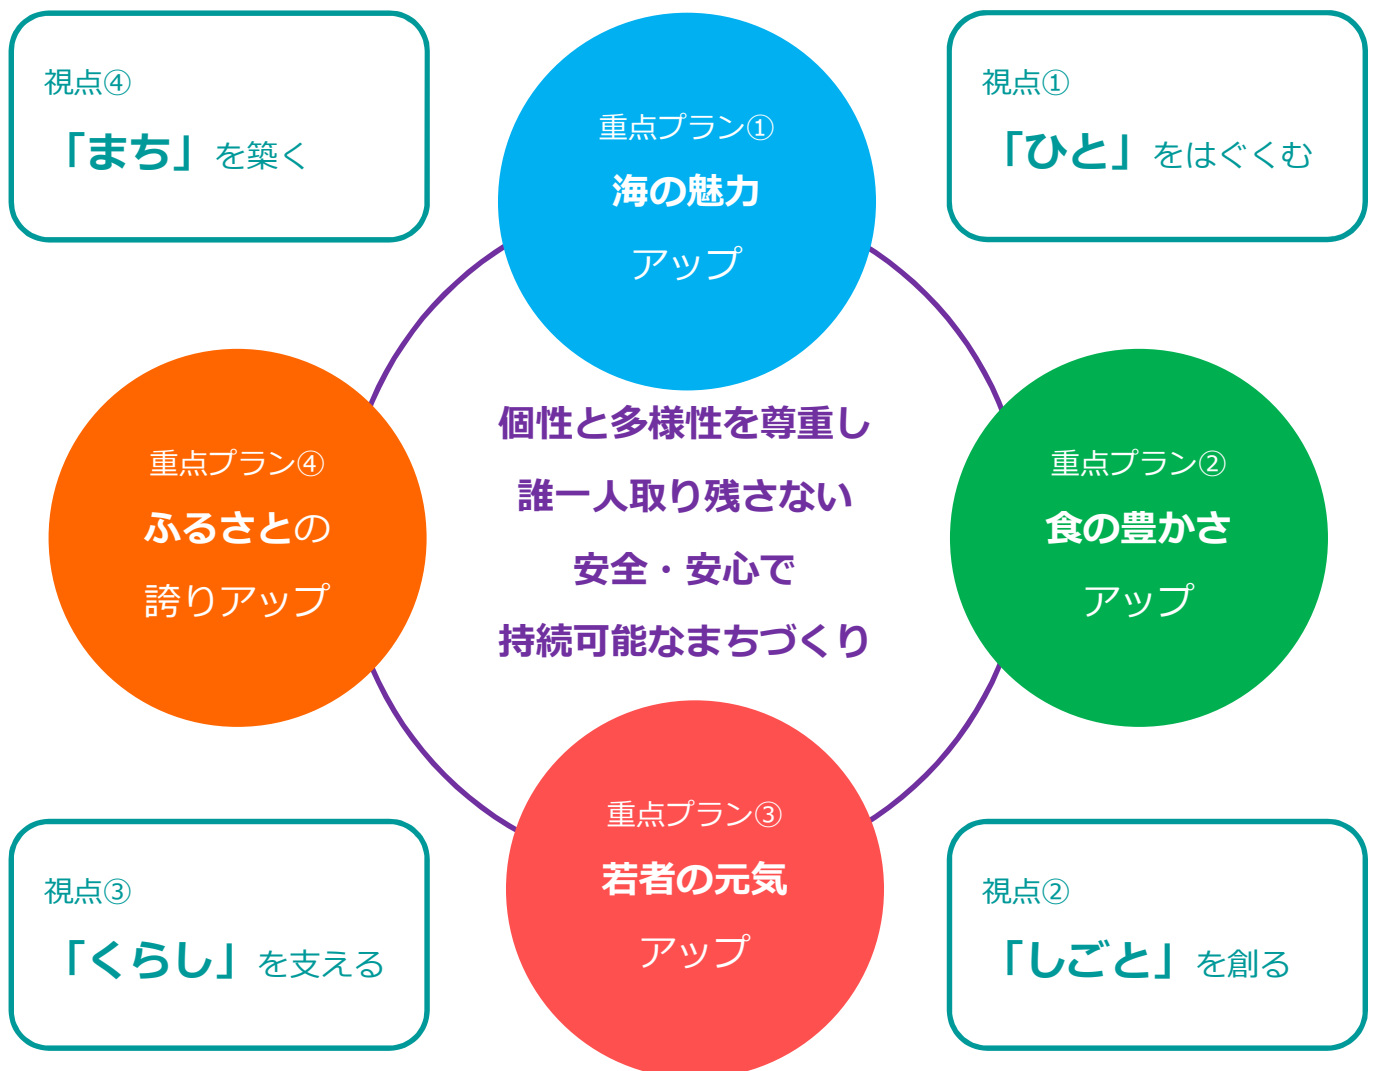 視点④
「まち」を築く
重点プラン①
海の魅力
アップ
視点①
「ひと」をはぐくむ
重点プラン④
ふるさとの
誇りアップ
個性と多様性を尊重し
誰一人取り残さない
安全・安心で
持続可能なまちづくり
重点プラン②
食の豊かさ
アップ
視点③
「くらし」を支える
重点プラン③
若者の元気
アップ
視点②
「しごと」を創る